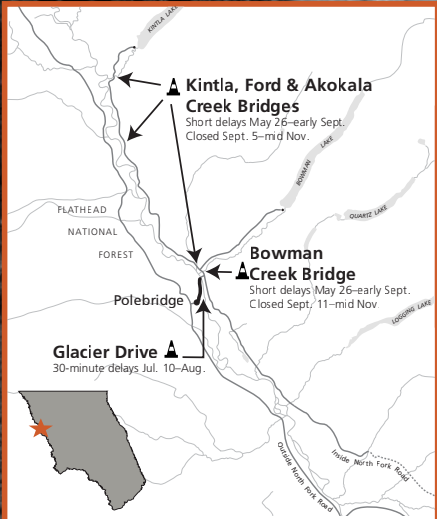 KINTLA LAKE
Kintla, Ford & Akokala
Creek Bridges
Short delays May 26–early Sept.
Closed Sept. 5–mid Nov.
BOWMAN LAKE
QUARTZ LAKE
FLATHEAD
NATIONAL
FOREST
Bowman
Creek Bridge
Short delays May 26–early Sept.
Closed Sept. 11–mid Nov
Polebridge
LOGGING LAKE
Glacier Drive
30-minute delays Jul. 10–Aug.
Inside North Fork Road
Outside North Fork Road